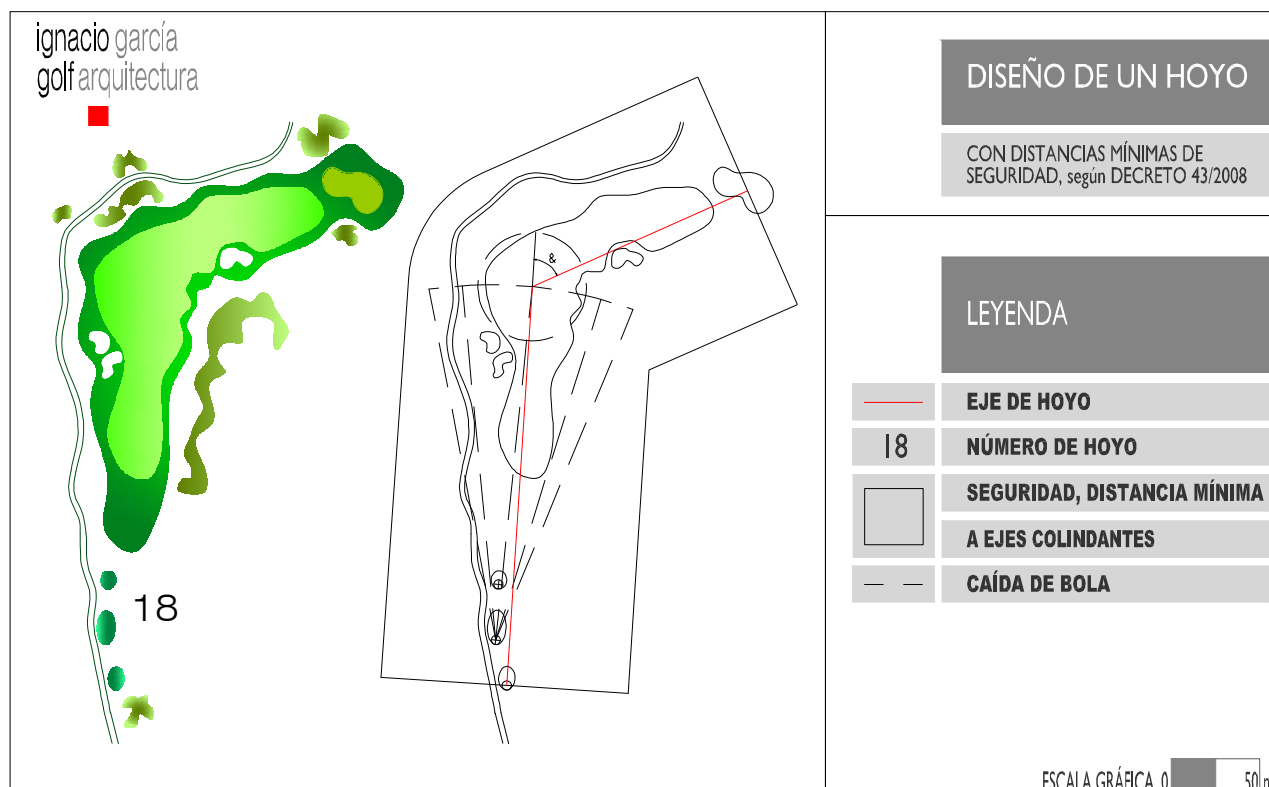 ignacio garcía
golf arquitectura
DISEÑO DE UN HOYO
CON DISTANCIAS MÍNIMAS DE
SEGURIDAD, según DECRETO 43/2008
&
18
LEYENDA
EJE DE HOYO
18 NÚMERO DE HOYO
SEGURIDAD, DISTANCIA MÍNIMA
A EJES COLINDANTES
CAÍDA DE BOLA
ESCALA GRÁFICA 0 50